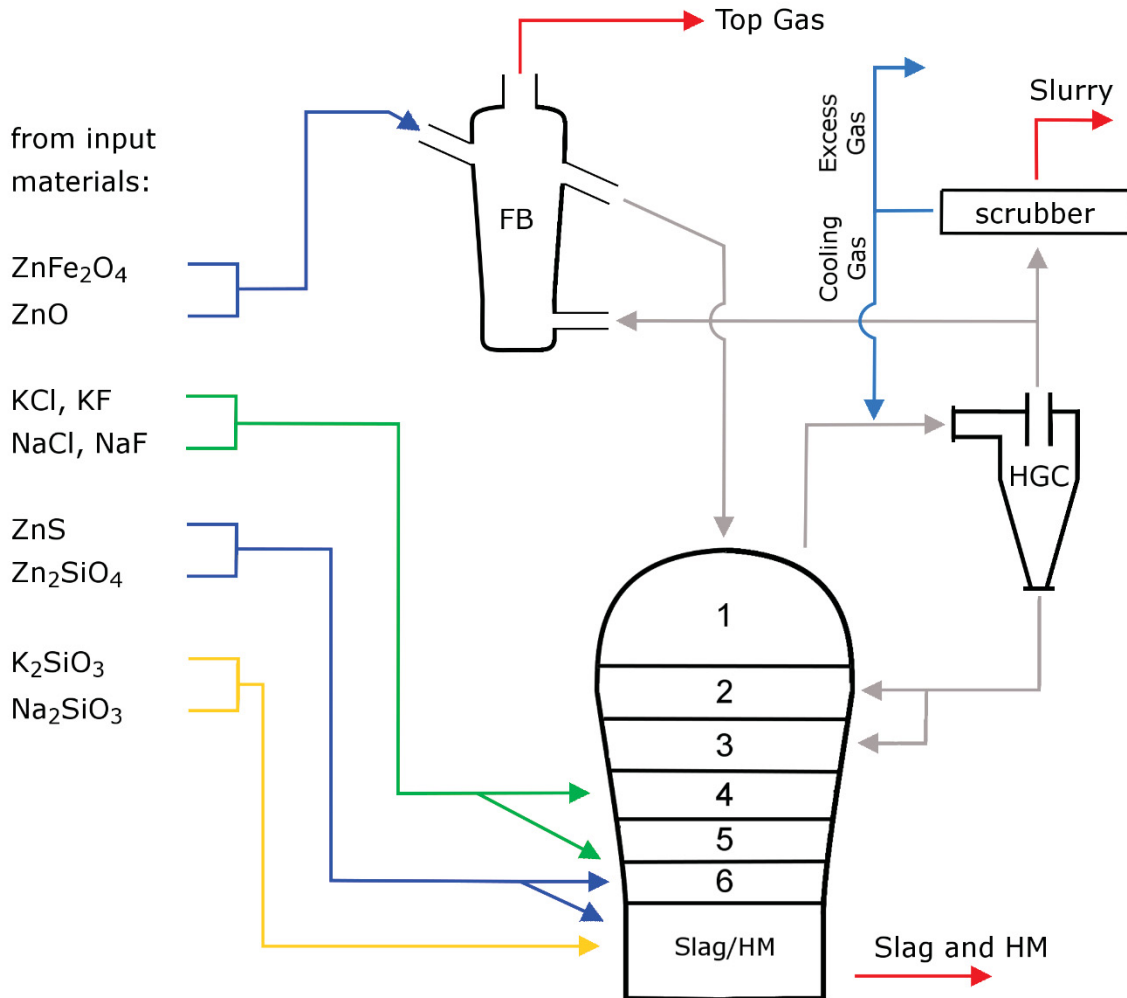 Top Gas
from input
materials:
Excess
Gas
Slurry
scrubber
FB
Cooling
Gas
ZnFe₂O₄
ZnO
KCl, KF
NaCl, NaF
HGC
ZnS
Zn₂SiO₄
1
K₂SiO₃
Na₂SiO₃
2
3
4
5
6
Slag/HM
Slag and HM